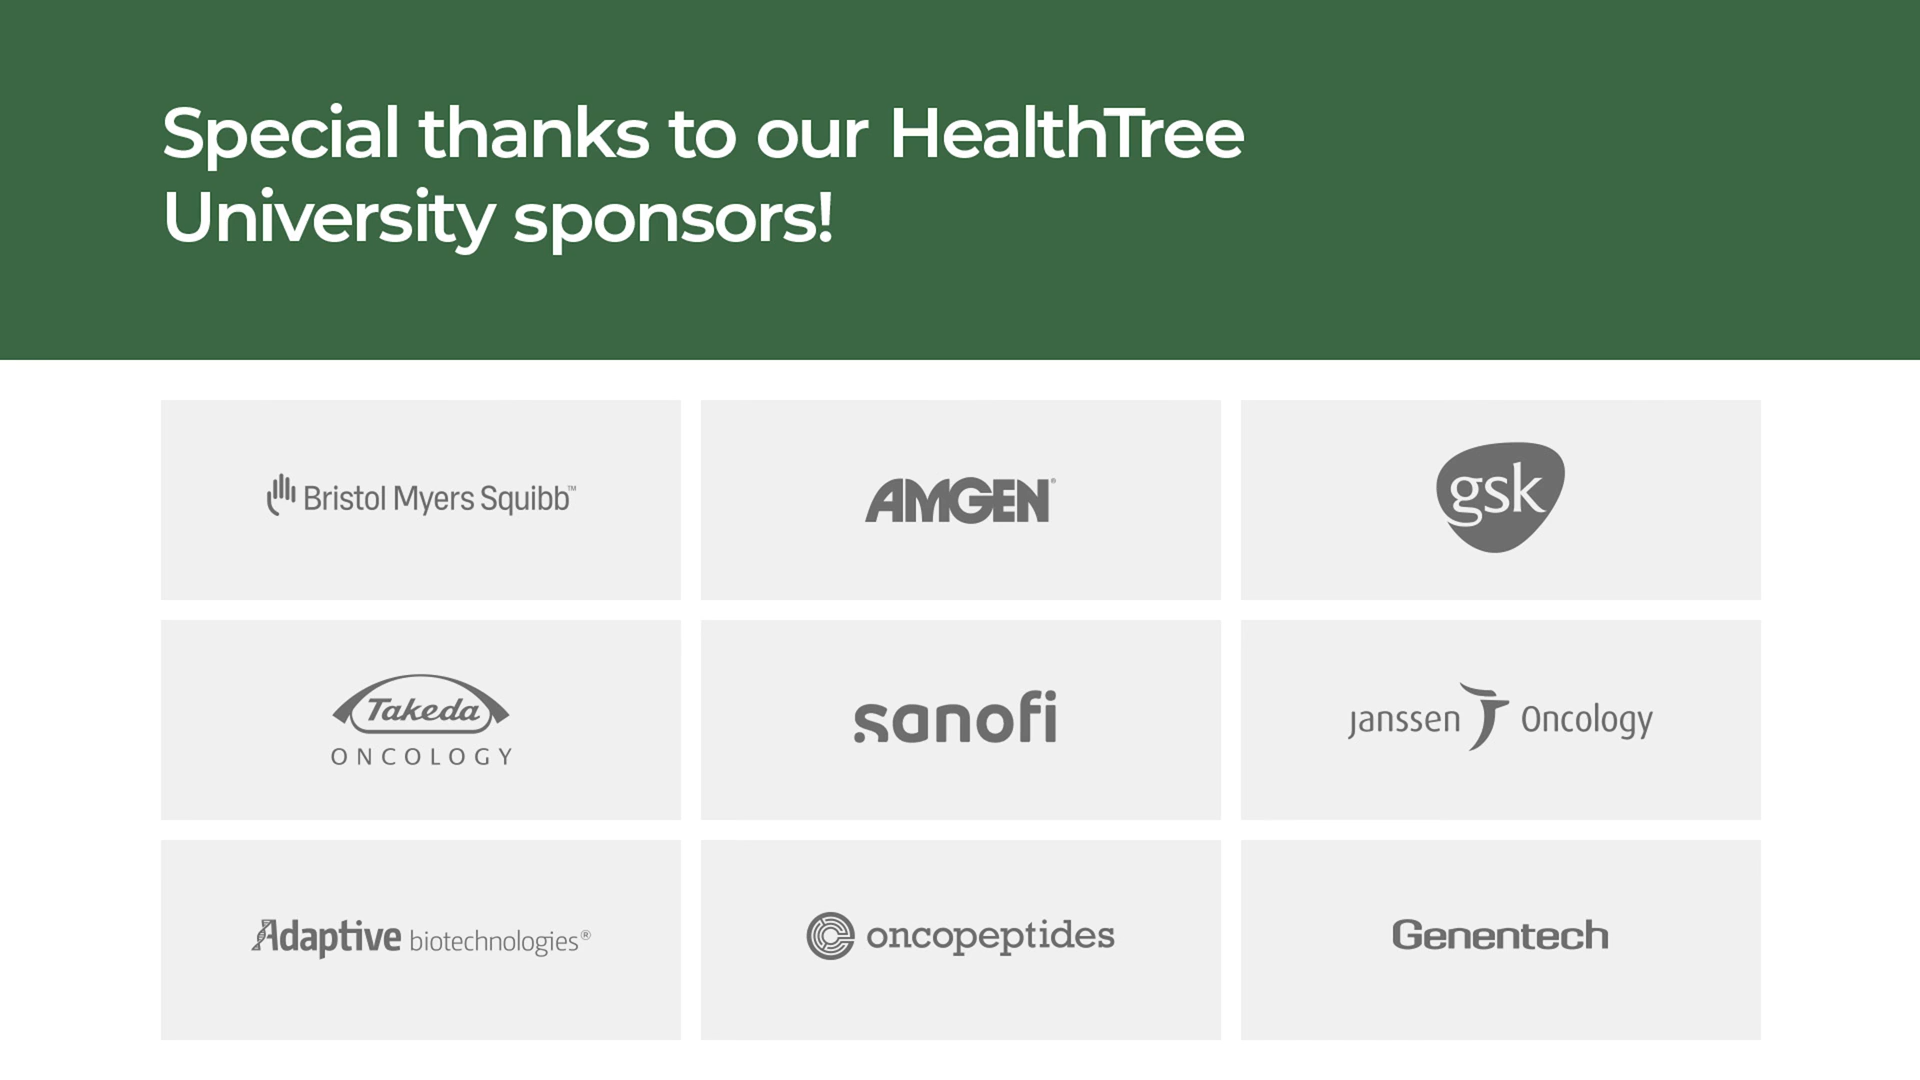 Special thanks to our HealthTree
University sponsors!
Bristol Myers Squibb™
AMGEN®
gsk
Takeda
ONCOLOGY
sanofi
janssen Oncology
Adaptive biotechnologies®
oncopeptides
Genentech